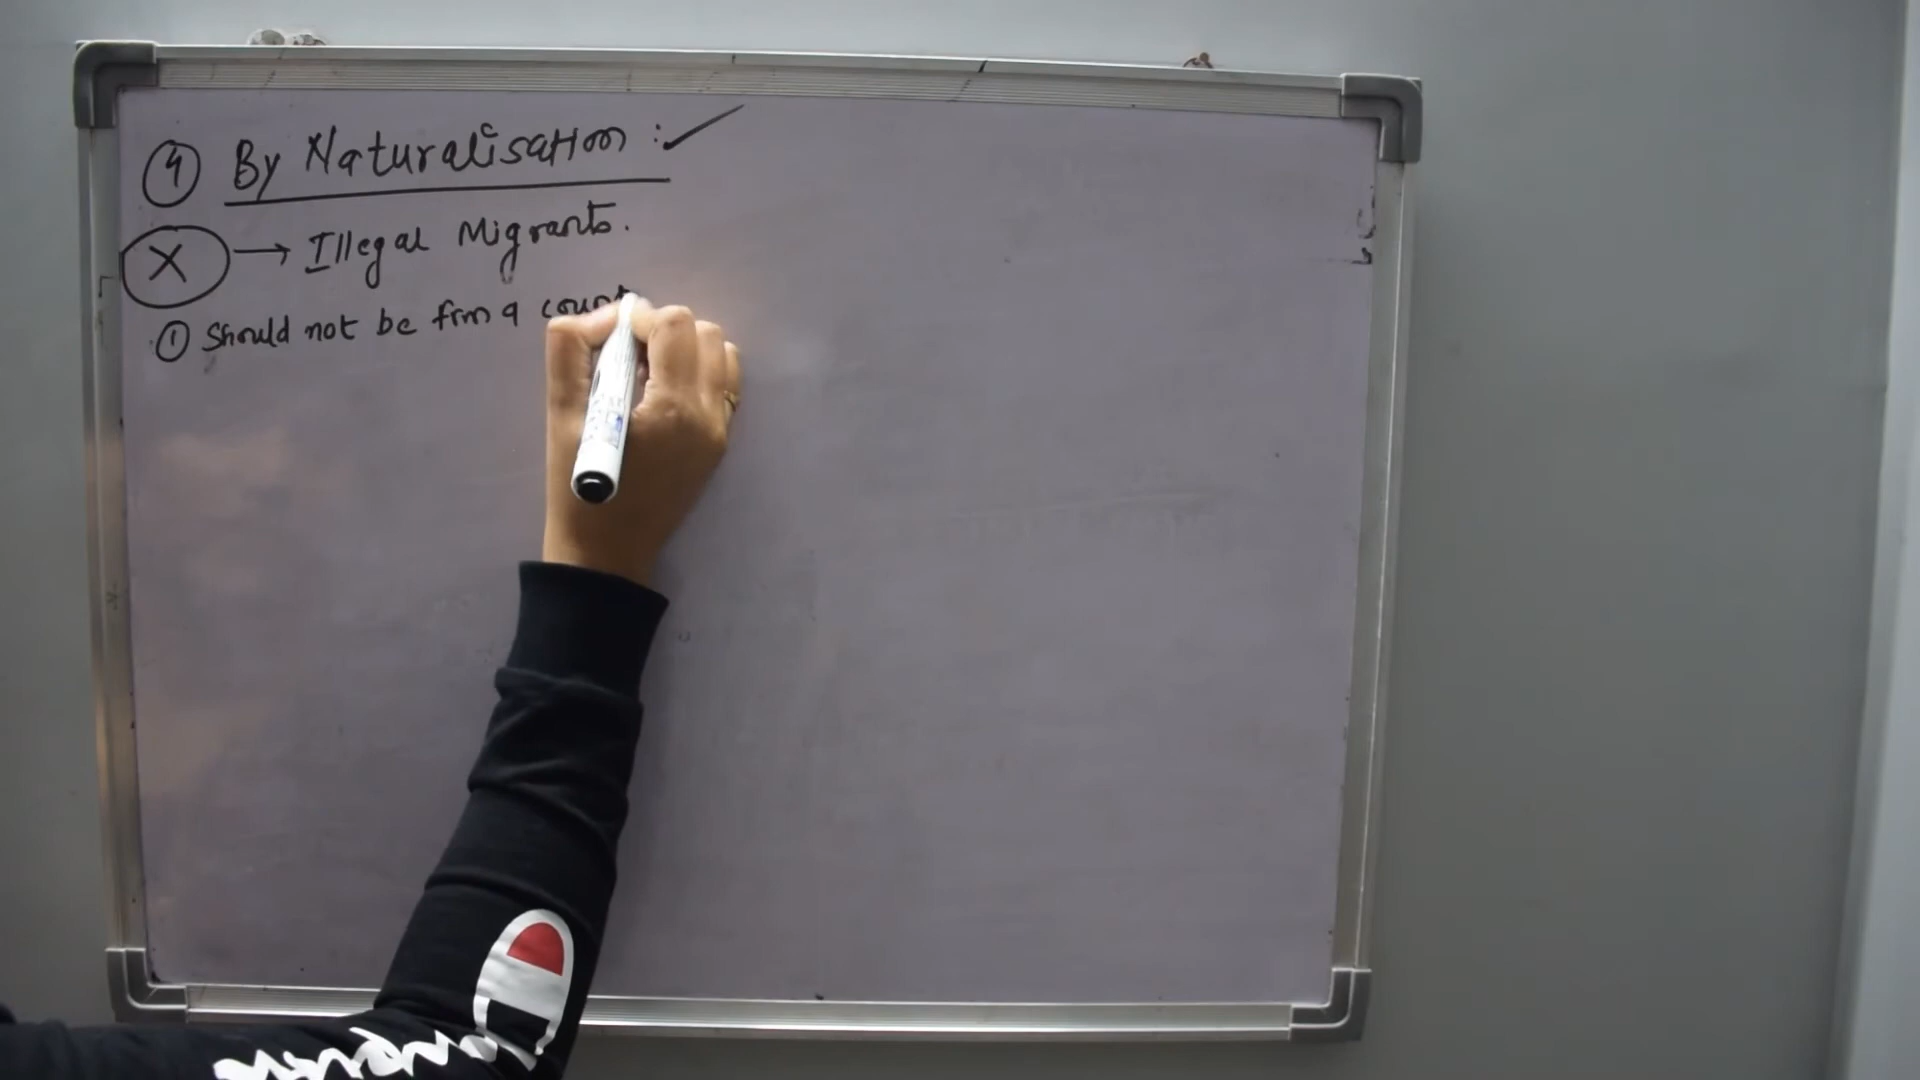 ④ By Naturalisation :✓
X → Illegal Migrants.
① Should not be from a